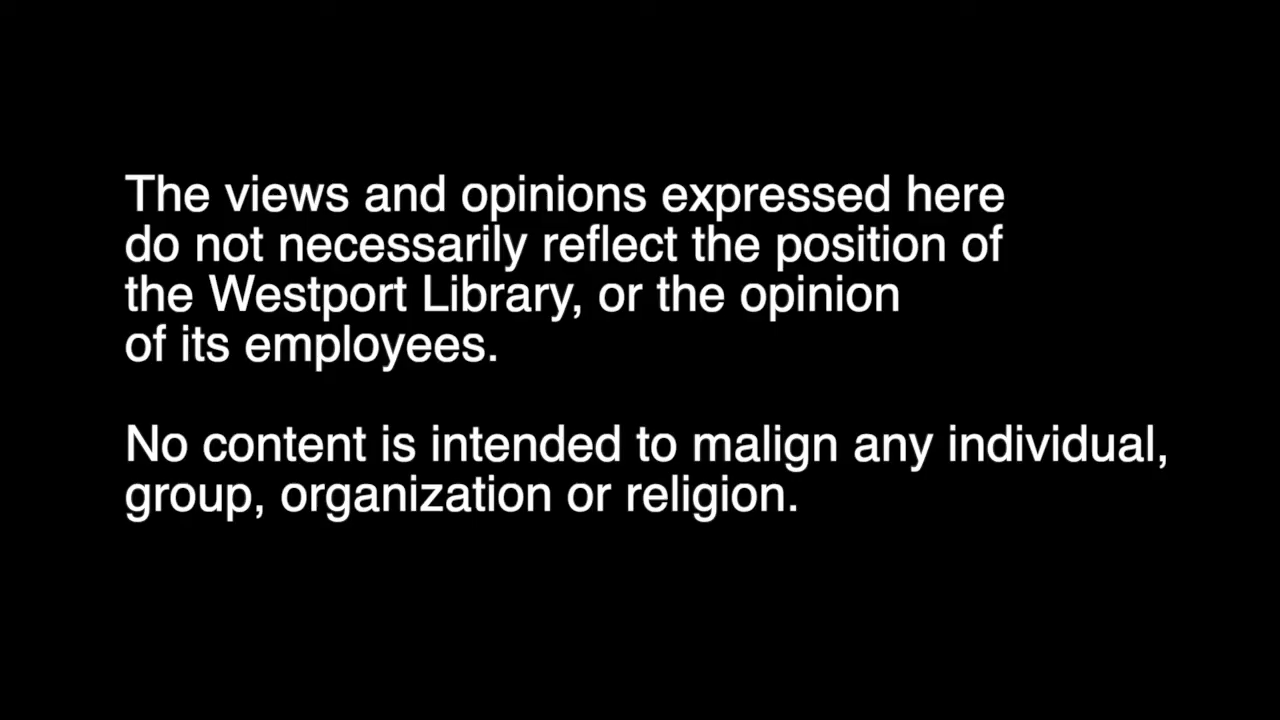 The views and opinions expressed here
do not necessarily reflect the position of
the Westport Library, or the opinion
of its employees.
No content is intended to malign any individual,
group, organization or religion.